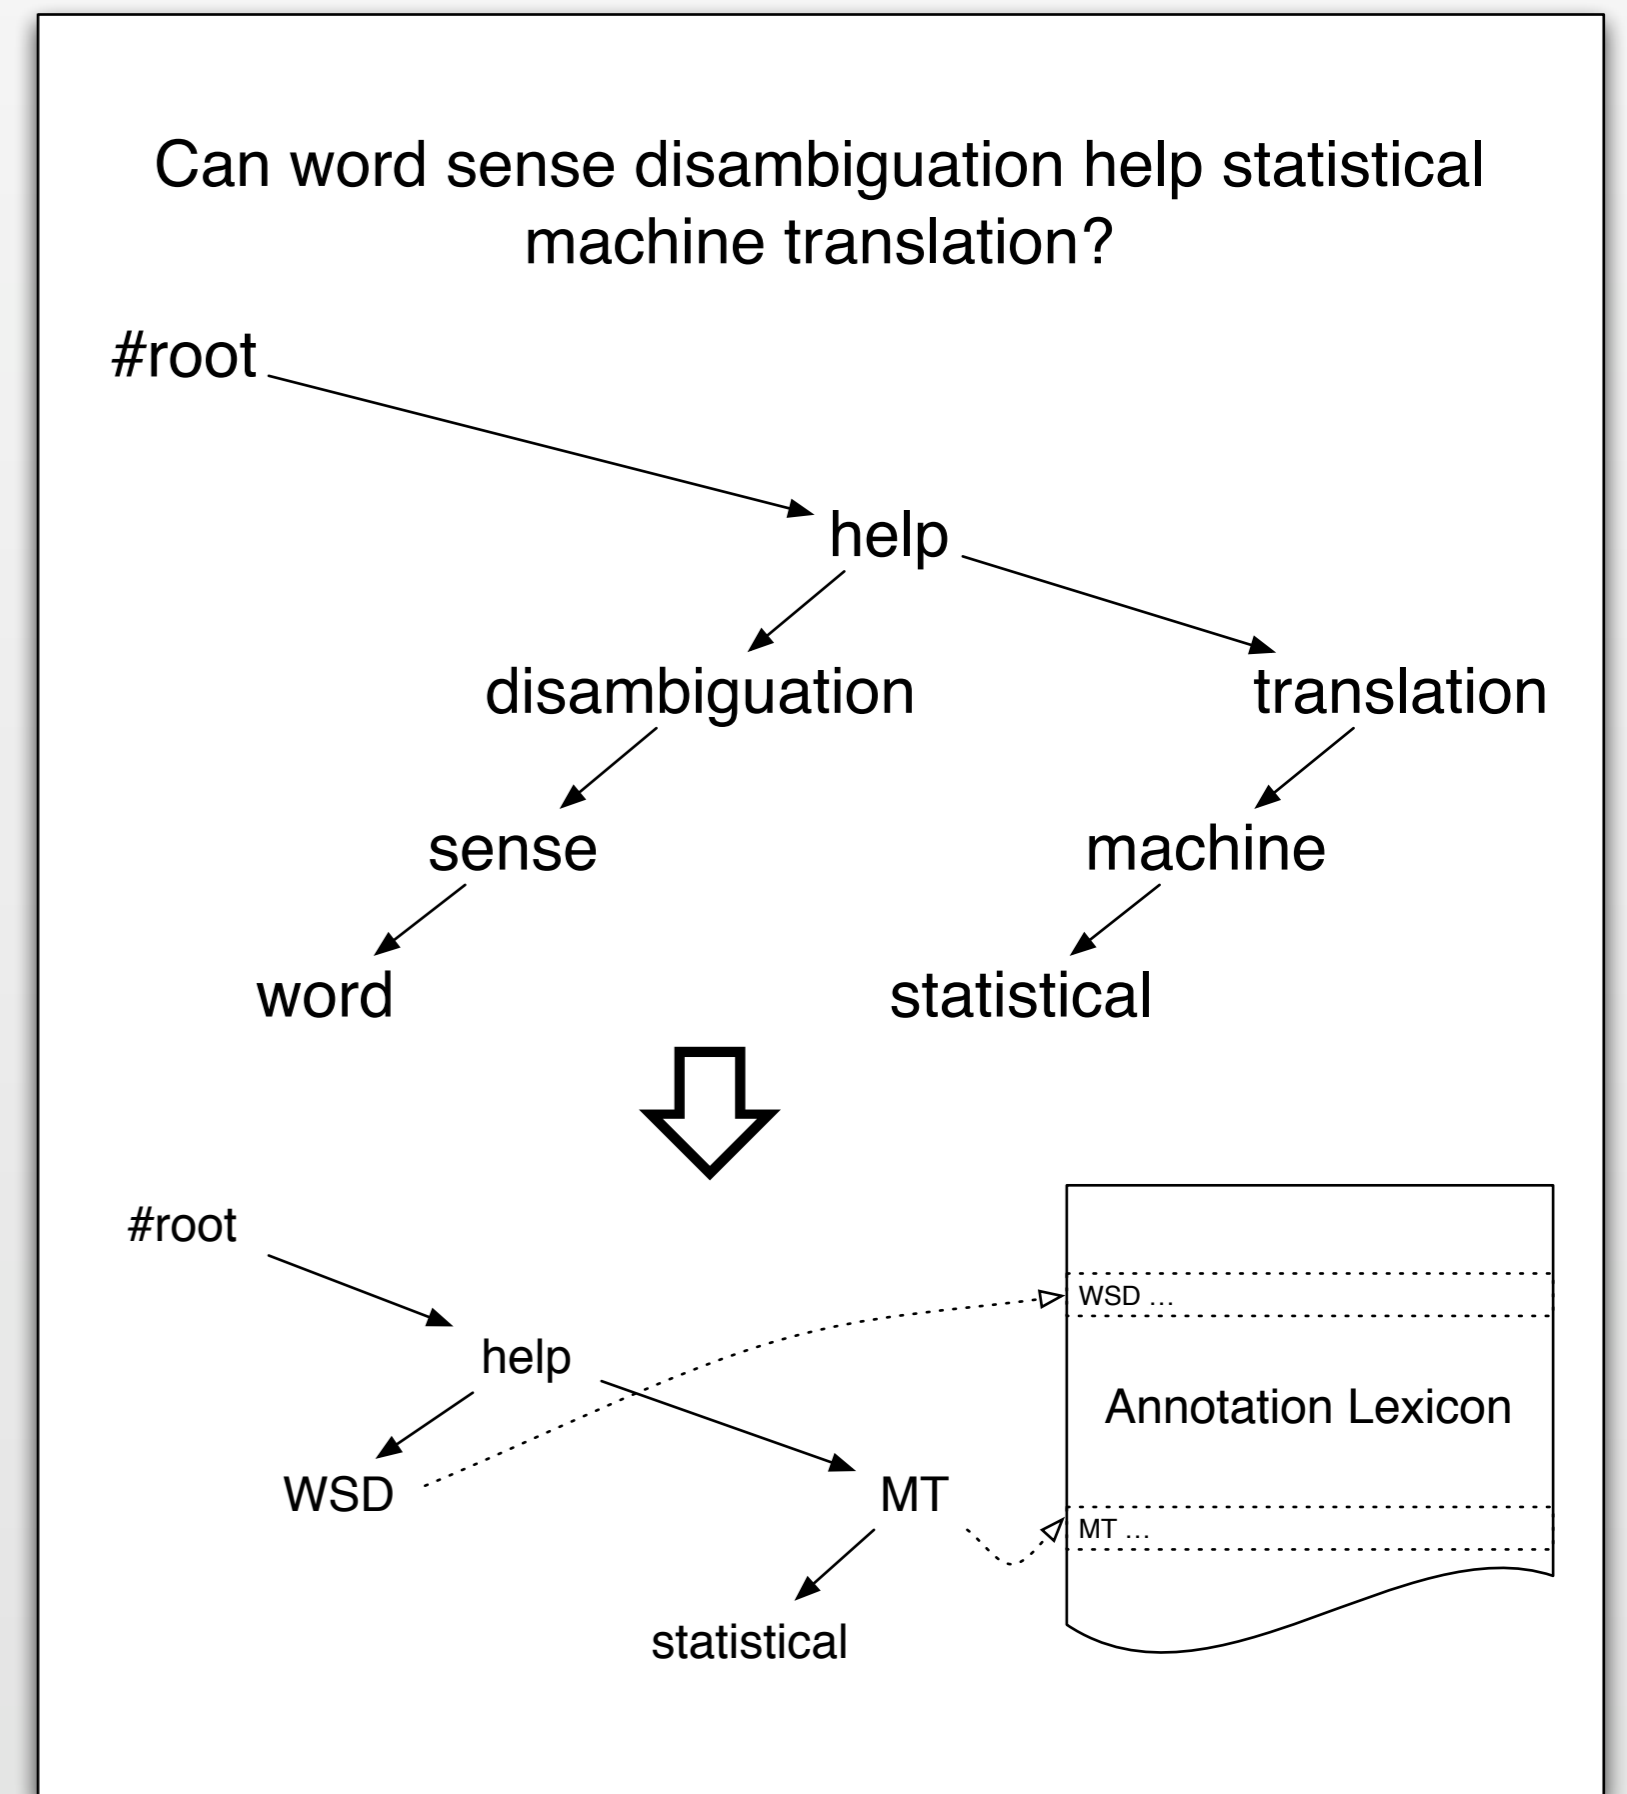 Can word sense disambiguation help statistical
machine translation?
#root
help
disambiguation
translation
sense
machine
word
statistical
#root
WSD …
help
Annotation Lexicon
WSD
MT
MT …
statistical